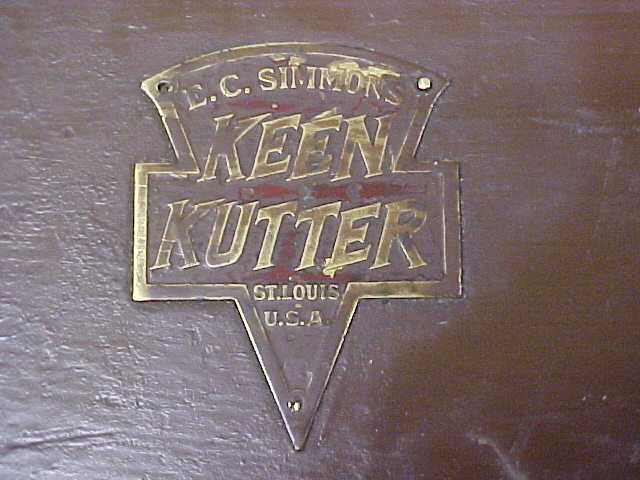 E. C. SIMMONS
KEEN
KUTTER
ST. LOUIS,
U.S.A.